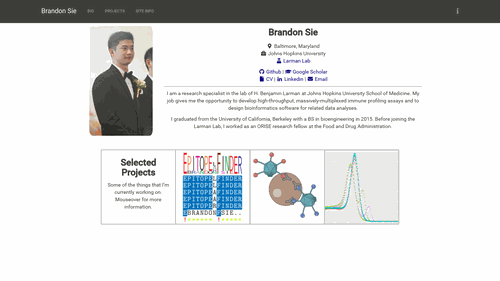 Brandon Sie BIO PROJECTS SITE INFO
Brandon Sie
Baltimore, Maryland
Johns Hopkins University
Larman Lab
Github | Google Scholar
CV | Linkedin | Email
I am a research specialist in the lab of H. Benjamin Larman at Johns Hopkins University School of Medicine. My
job gives me the opportunity to develop high-throughput, massively-multiplexed immune profiling assays and to
design bioinformatics software for related data analyses.
I graduated from the University of California, Berkeley with a BS in bioengineering in 2015. Before joining the
Larman Lab, I worked as an ORISE research fellow at the Food and Drug Administration.
Selected
Projects
Some of the things that I'm
currently working on.
Mouseover for more
information.
EPITOPEFINDER
EPITOPEFINDER
EPITOPEFINDER
EPITOPEFINDER
EPITOPEFINDER
EPITOPEFINDER
EBRANDONFSIE..